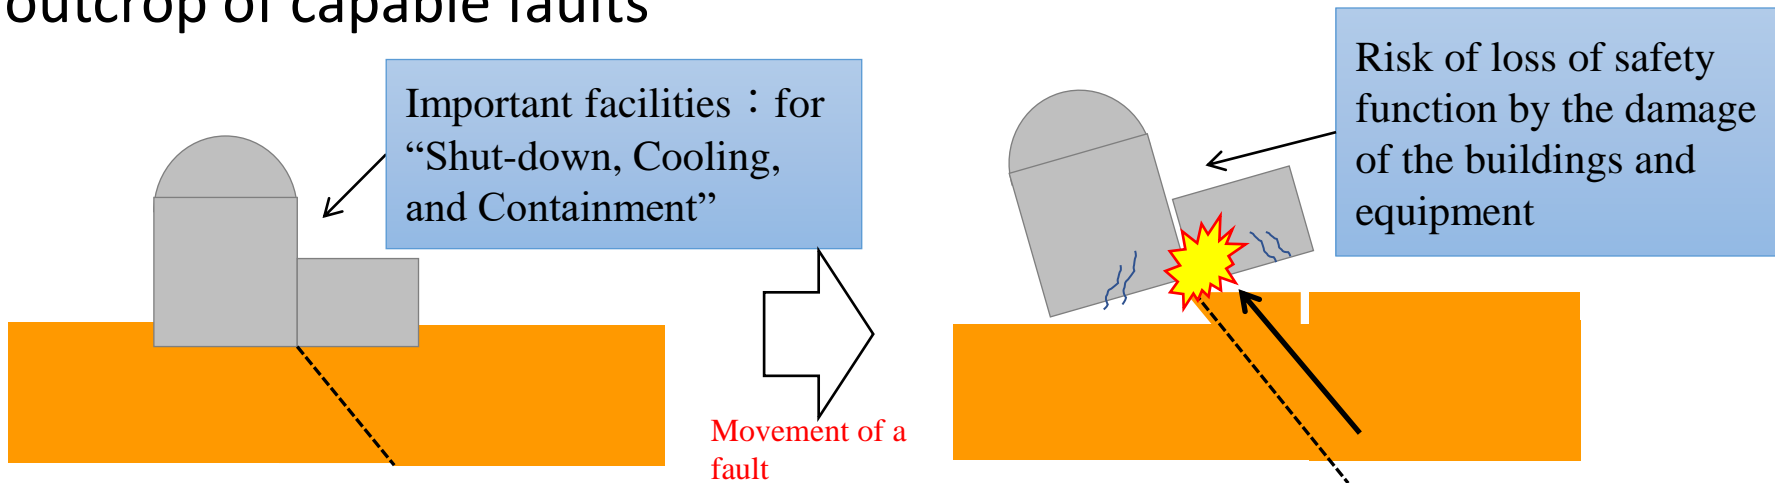 outcrop of capable faults
Important facilities：for
“Shut-down, Cooling,
and Containment”
Risk of loss of safety
function by the damage
of the buildings and
equipment
Movement of a
fault